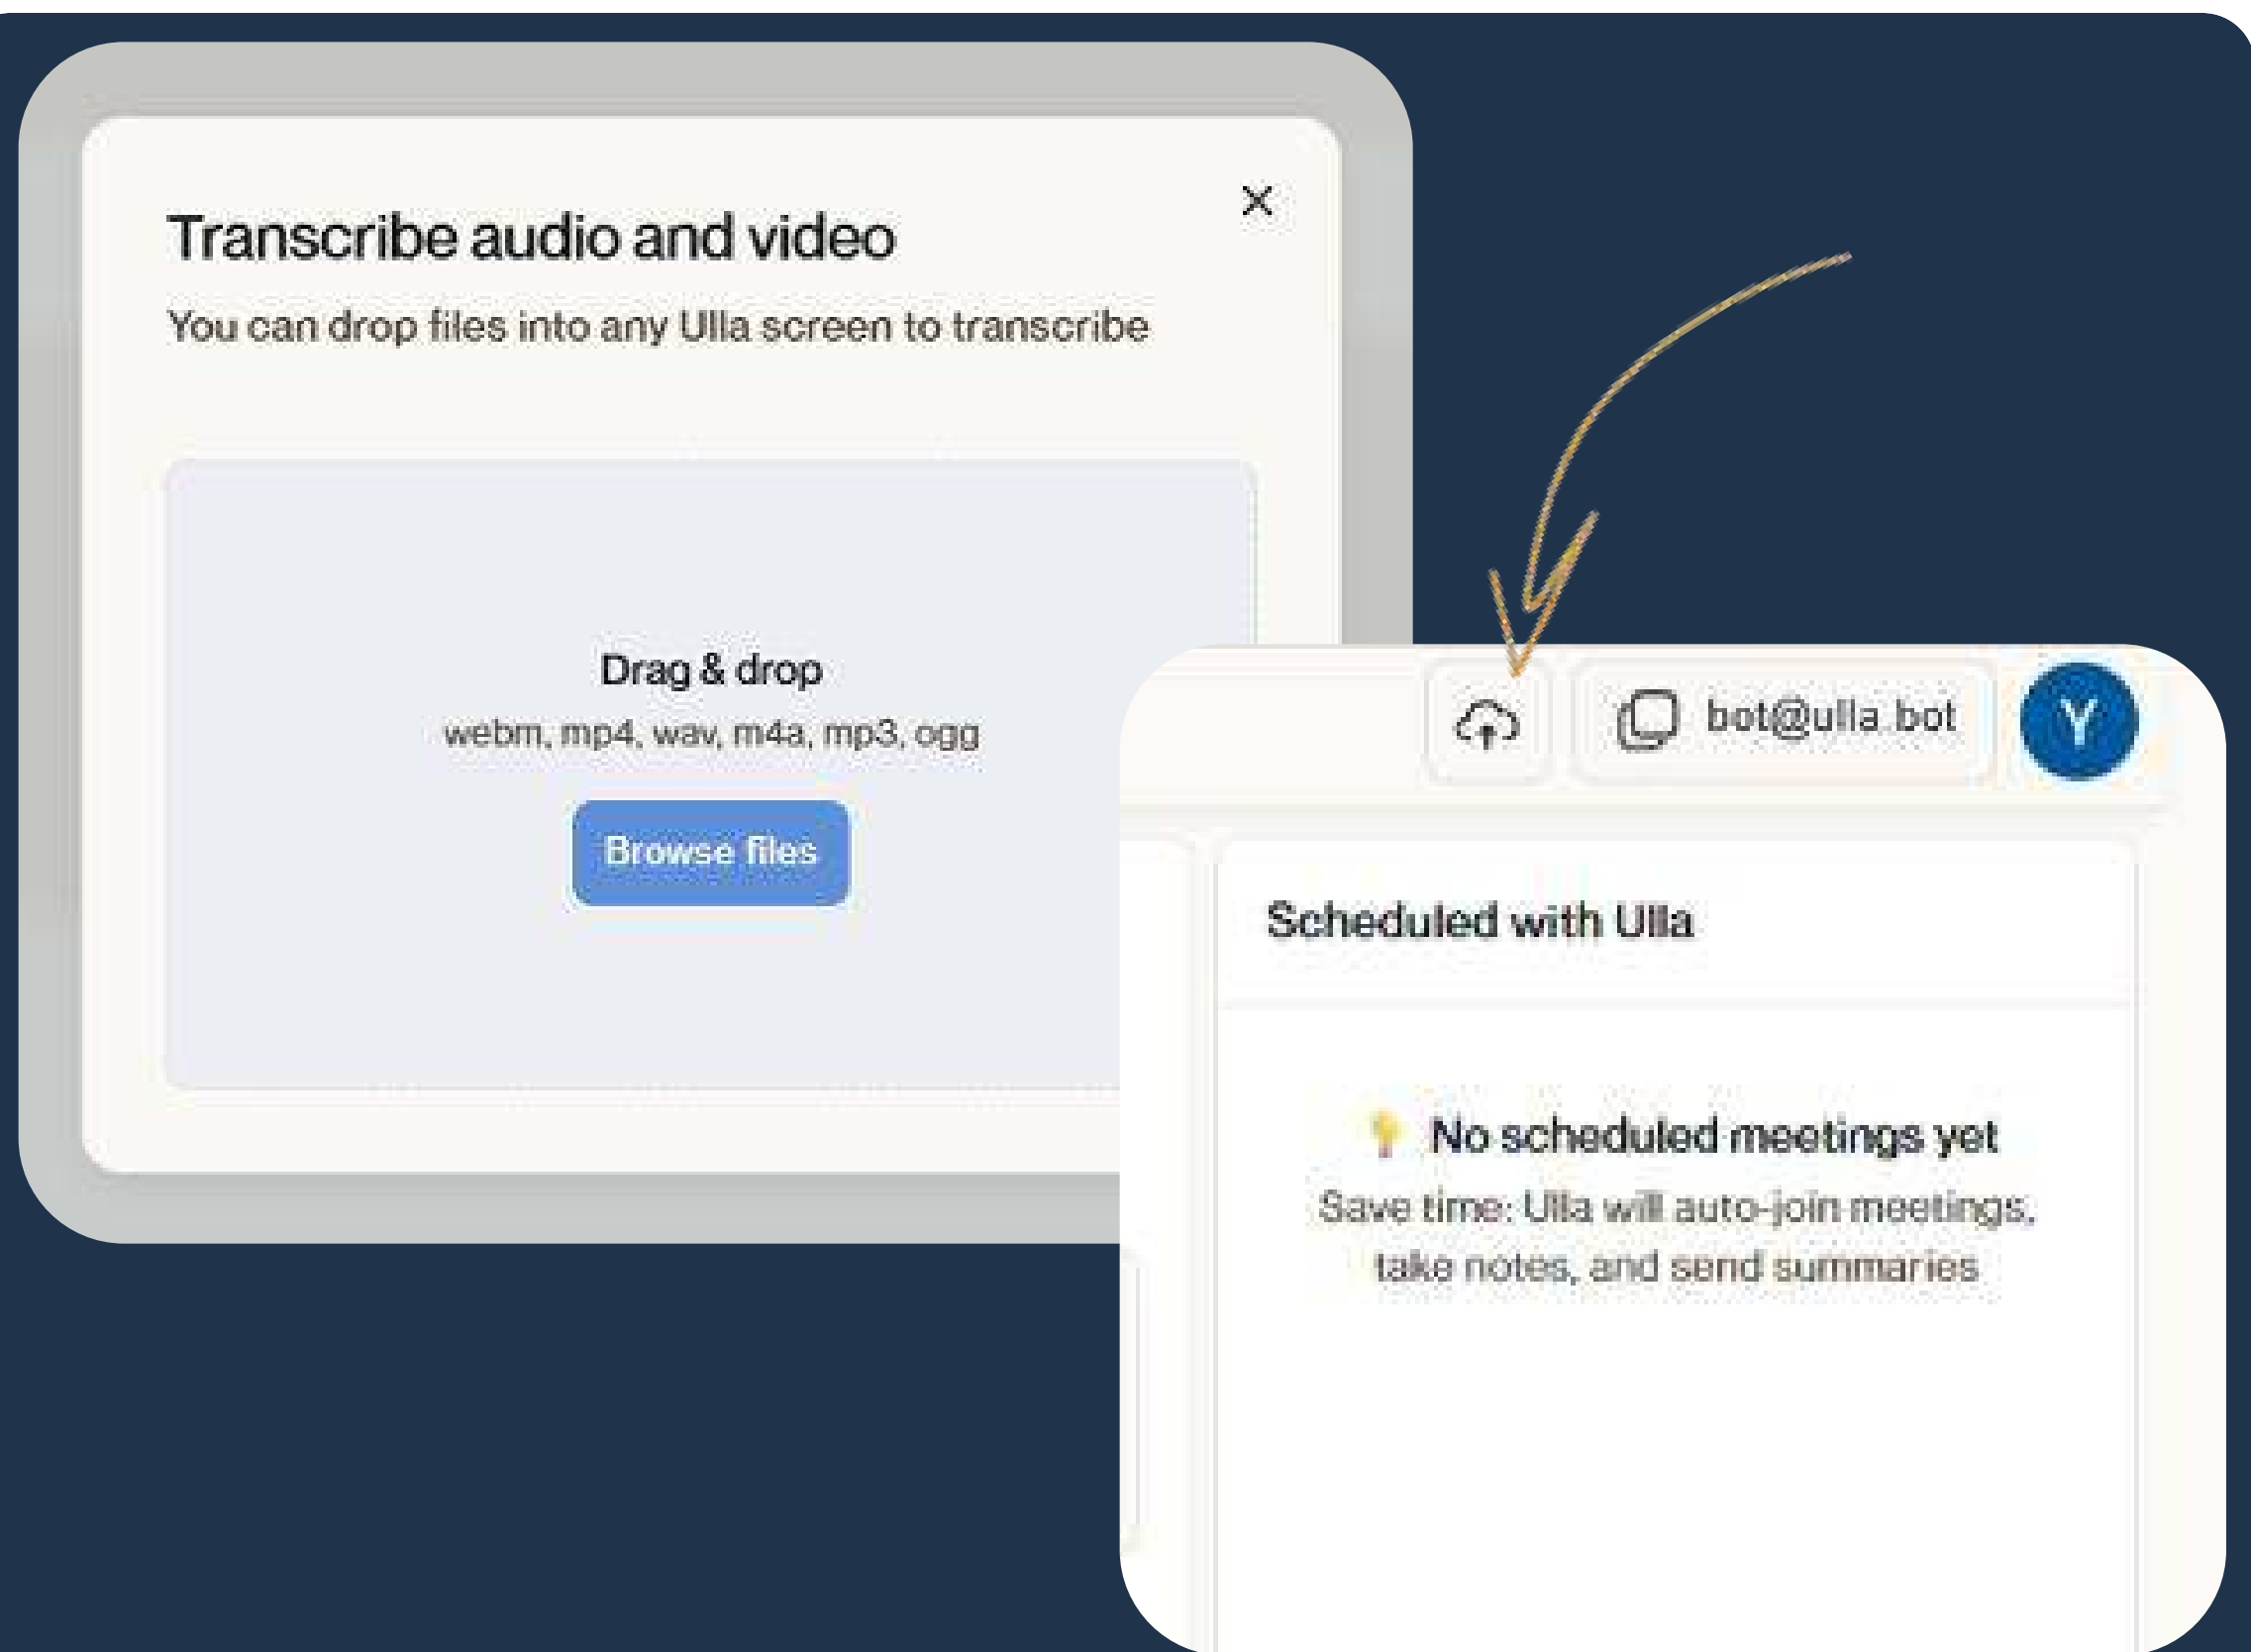 Transcribe audio and video
You can drop files into any Ulla screen to transcribe
Drag & drop
webm, mp4, wav, m4a, mp3, ogg
Browse files
bot@ulla.bot
Y
Scheduled with Ulla
No scheduled meetings yet
Save time: Ulla will auto-join meetings,
take notes, and send summaries